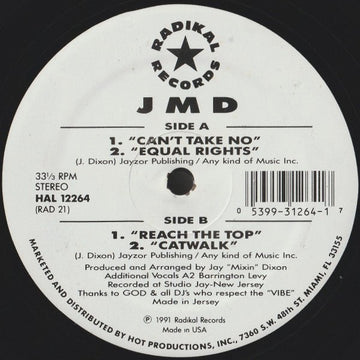 RADIKAL
RECORDS
JMD
SIDE A
1. “CAN'T TAKE NO”
2. “EQUAL RIGHTS”
(J. Dixon) Jayzor Publishing / Any kind of Music Inc.
33⅓ RPM
STEREO
HAL 12264
(RAD 21)
0 5399-31264-1 7
SIDE B
1. “REACH THE TOP”
2. “CATWALK”
(J. Dixon) Jayzor Publishing / Any kind of Music Inc.
Produced and Arranged by Jay “Mixin” Dixon
Additional Vocals A2 Barrington Levy
Recorded at Studio Jay-New Jersey
Thanks to GOD & all DJ's who respect the “VIBE”
Made in Jersey
℗ 1991 Radikal Records
Made in USA
MARKETED AND DISTRIBUTED BY HOT PRODUCTIONS, INC., 7360 S.W. 48th ST. MIAMI, FL 33155